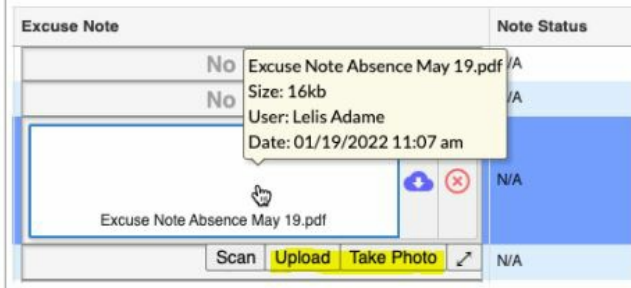 Excuse Note
Note Status
No
Excuse Note Absence May 19.pdf
/A
Size: 16kb
No
/A
User: Lelis Adame
Date: 01/19/2022 11:07 am
N/A
Excuse Note Absence May 19.pdf
Scan Upload Take Photo
N/A